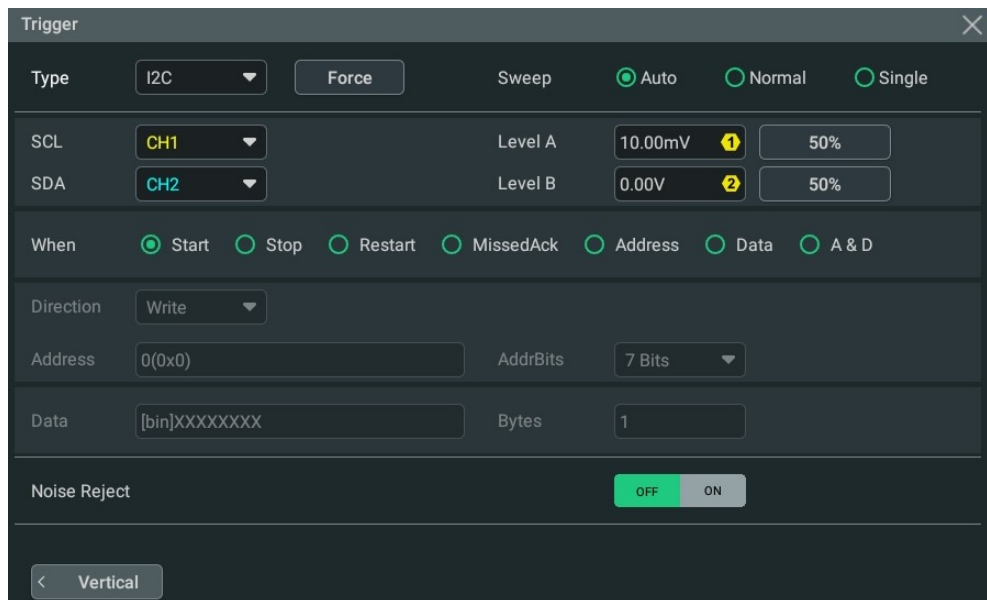 Trigger
Type I2C Force Sweep Auto Normal Single
SCL CH1 Level A 10.00mV 1 50%
SDA CH2 Level B 0.00V 2 50%
When Start Stop Restart MissedAck Address Data A & D
Direction Write
Address 0(0x0) AddrBits 7 Bits
Data [bin]XXXXXXXX Bytes 1
Noise Reject OFF ON
< Vertical